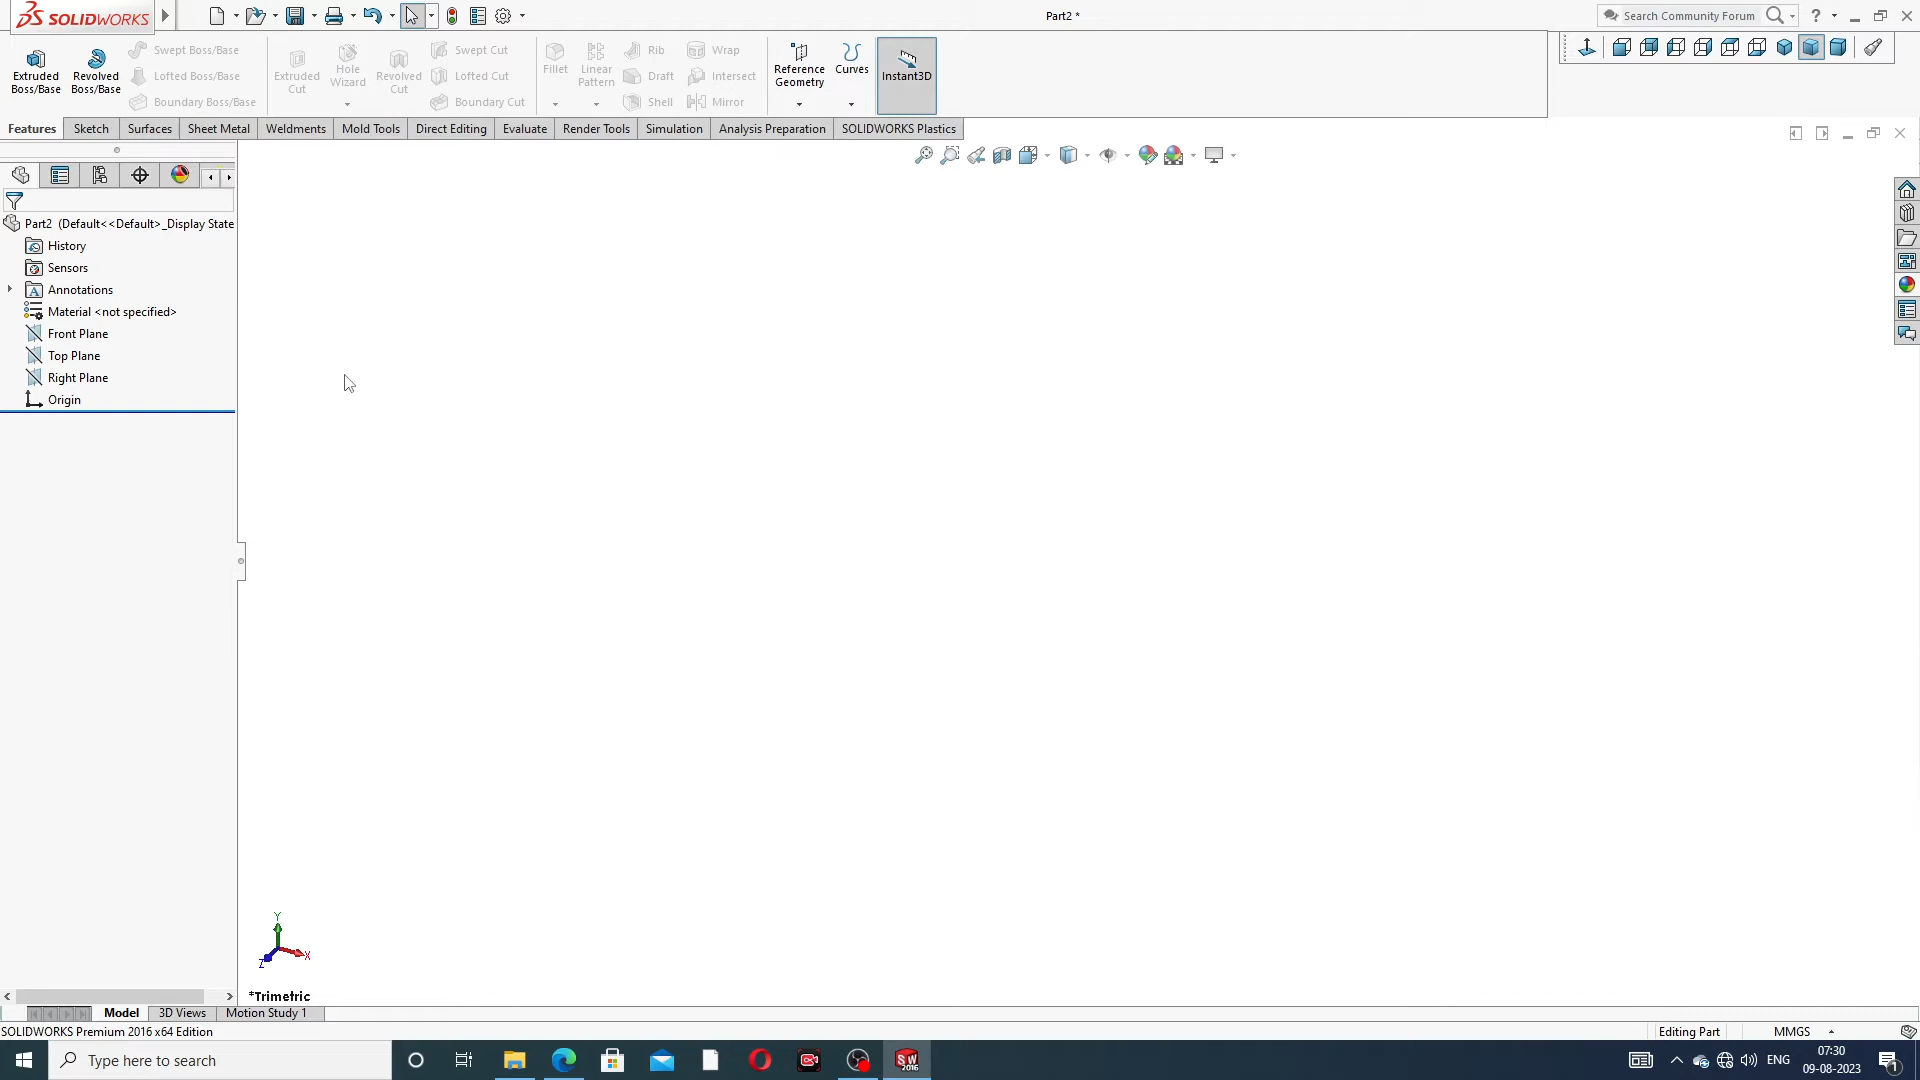 SOLIDWORKS
Part2 *
Search Community Forum
?
Extruded Boss/Base
Revolved Boss/Base
Swept Boss/Base
Lofted Boss/Base
Boundary Boss/Base
Extruded Cut
Hole Wizard
Revolved Cut
Swept Cut
Lofted Cut
Boundary Cut
Fillet
Linear Pattern
Rib
Draft
Shell
Wrap
Intersect
Mirror
Reference Geometry
Curves
Instant3D
Features
Sketch
Surfaces
Sheet Metal
Weldments
Mold Tools
Direct Editing
Evaluate
Render Tools
Simulation
Analysis Preparation
SOLIDWORKS Plastics
Part2 (Default<<Default>_Display State
History
Sensors
A Annotations
Material <not specified>
Front Plane
Top Plane
Right Plane
Origin
Y
X
Z
*Trimetric
Model
3D Views
Motion Study 1
SOLIDWORKS Premium 2016 x64 Edition
Editing Part
MMGS
Type here to search
SW
2016
ENG
07:30
09-08-2023
1